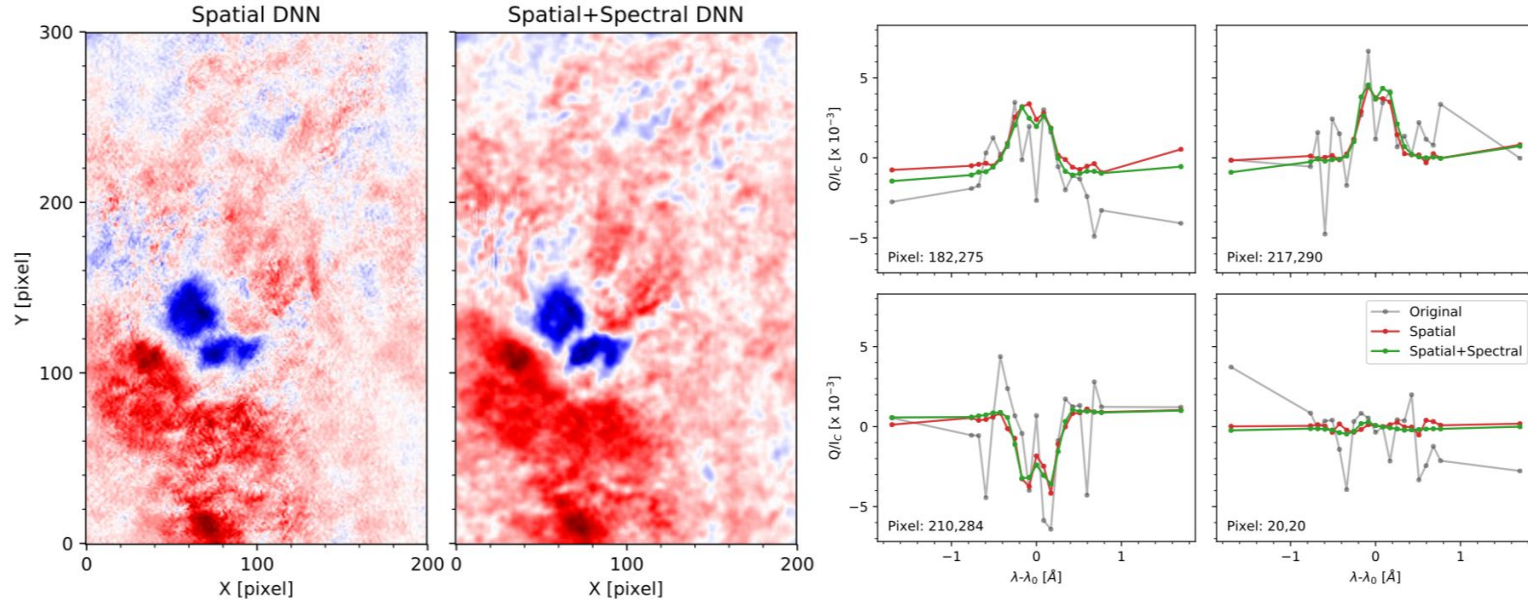 Spatial DNN
Spatial+Spectral DNN
300
200
100
0
Y [pixel]
0
100
200
X [pixel]
0
100
200
X [pixel]
Q/I_C [x 10⁻³]
5
0
−5
Pixel: 182,275
Pixel: 217,290
Q/I_C [x 10⁻³]
5
0
−5
Pixel: 210,284
−1
0
1
λ-λ₀ [Å]
Original
Spatial
Spatial+Spectral
Pixel: 20,20
−1
0
1
λ-λ₀ [Å]